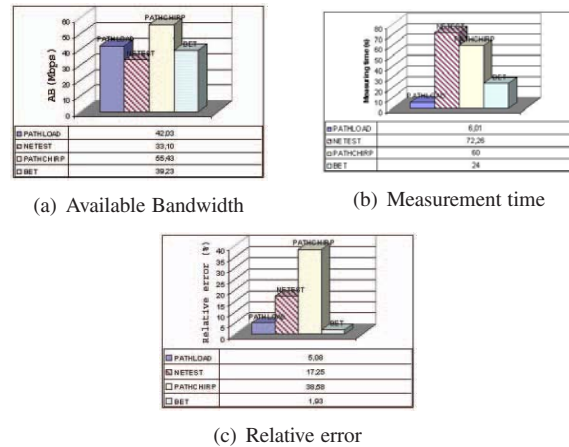 60
50
40
30
20
10
0
AB (Mbps)
PATHLOAD
NETEST
PATHCHIRP
BET
PATHLOAD 42,03
NETEST 33,10
PATHCHIRP 55,43
BET 39,23
(a) Available Bandwidth
80
70
60
50
40
30
20
10
0
Measuring time (s)
PATHLOAD
NETEST
PATHCHIRP
BET
PATHLOAD 6,01
NETEST 72,26
PATHCHIRP 60
BET 24
(b) Measurement time
40
35
30
25
20
15
10
5
0
Relative error (%)
PATHLOAD
NETEST
PATHCHIRP
BET
PATHLOAD 5,08
NETEST 17,25
PATHCHIRP 38,58
BET 1,93
(c) Relative error